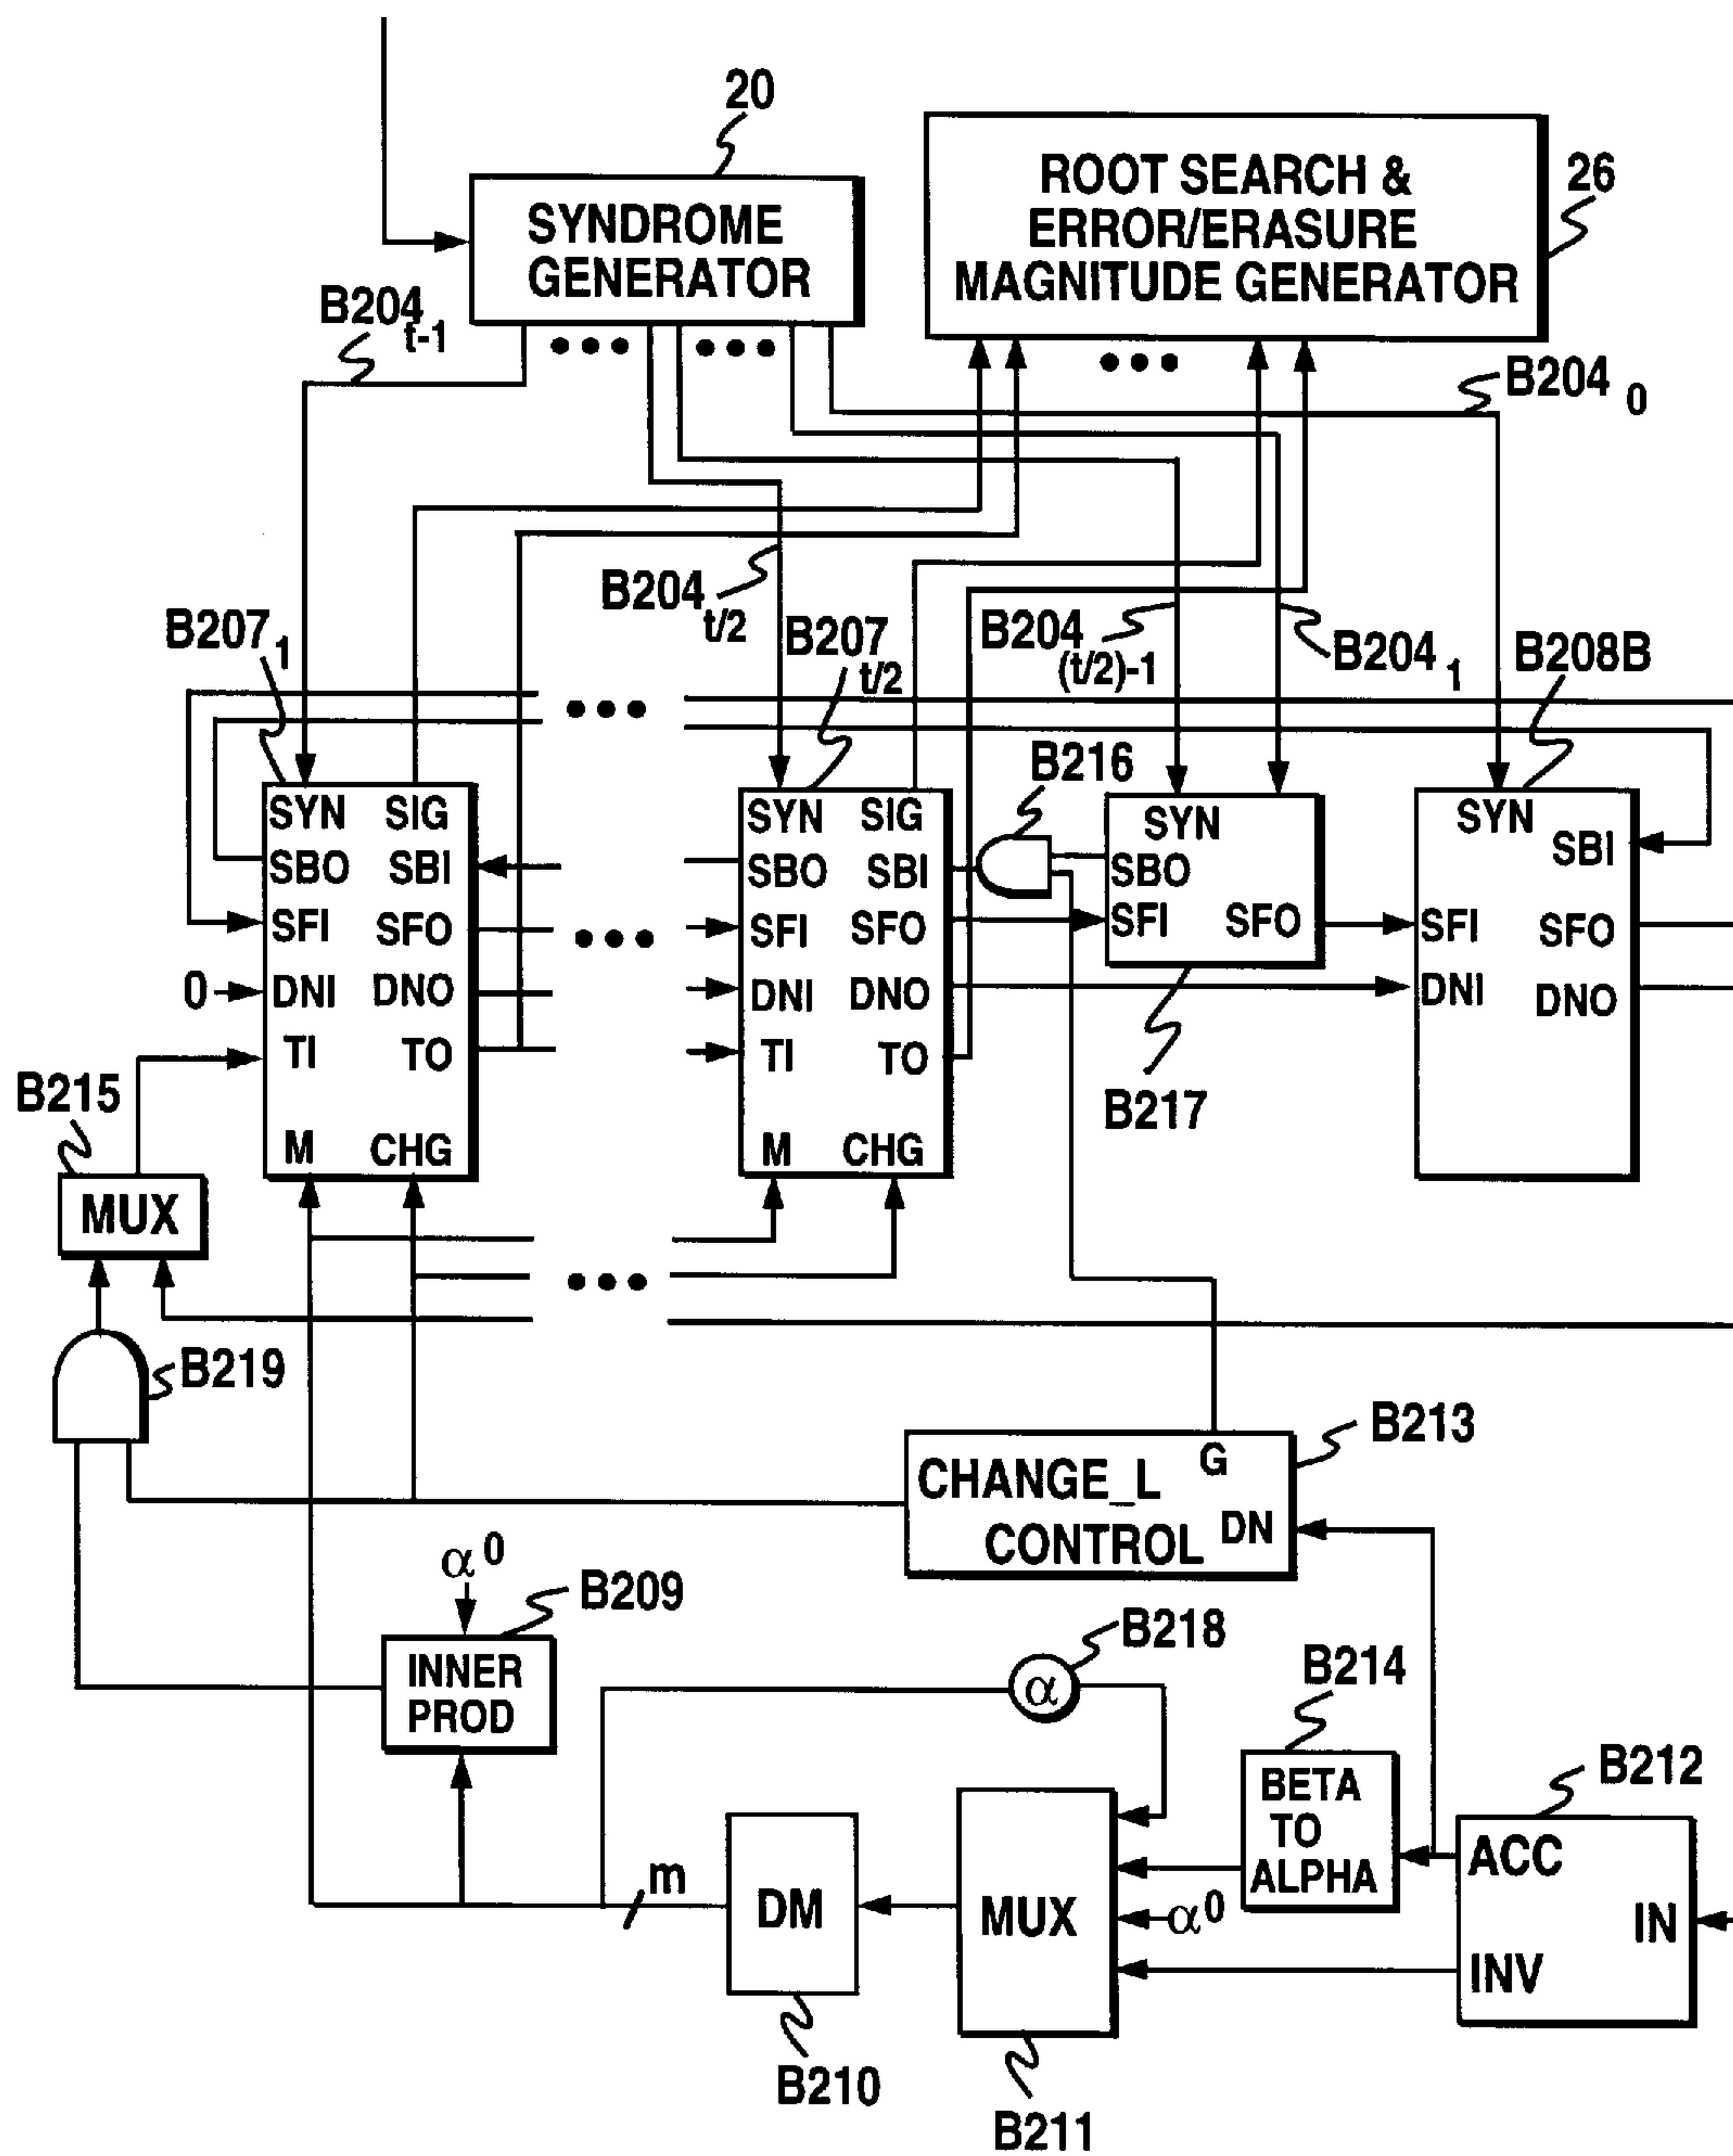 20
SYNDROME
GENERATOR
ROOT SEARCH &
ERROR/ERASURE
MAGNITUDE GENERATOR
26
B204 t-1
B204 0
B204 t/2
B207 1
B207 t/2
B204 (t/2)-1
B204 1
B208B
B216
SYN SIG
SBO SBI
SFI SFO
0 DNI DNO
TI TO
M CHG
SYN SIG
SBO SBI
SFI SFO
DNI DNO
TI TO
M CHG
SYN
SBO
SFI SFO
B217
SYN
SBI
SFI SFO
DNI DNO
B215
MUX
B219
B213
G
CHANGE_L
CONTROL DN
α0
B209
INNER
PROD
B218
α
B214
BETA
TO
ALPHA
B212
ACC
IN
INV
m
DM
MUX
α0
B210
B211